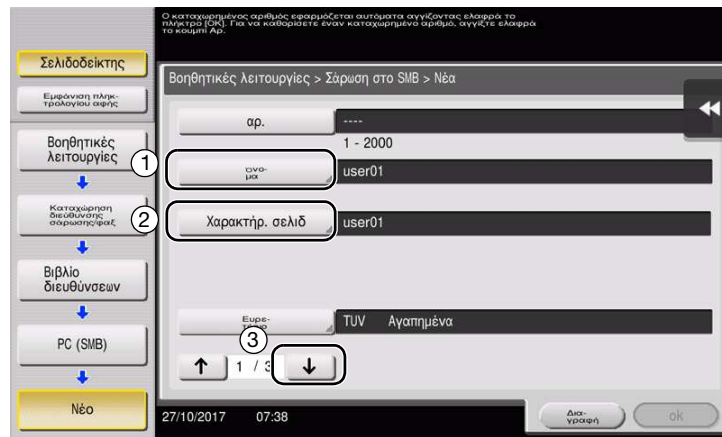 Ο καταχωρημένος αριθμός εφαρμόζεται αυτόματα αγγίζοντας ελαφρά το
πλήκτρο [OK]. Για να καθορίσετε έναν καταχωρημένο αριθμό, αγγίξτε ελαφρά
το κουμπί Αρ.
Σελιδοδείκτης
Εμφάνιση πληκ-
τρολογίου αφής
Βοηθητικές
λειτουργίες
Καταχώρηση
διεύθυνσης
σάρωσης/φαξ
Βιβλίο
διευθύνσεων
PC (SMB)
Νέο
Βοηθητικές λειτουργίες > Σάρωση στο SMB > Νέα
αρ.
----
1 - 2000
1
Όνο-
μα
user01
2
Χαρακτήρ. σελιδ
user01
Ευρε-
τήριο
TUV Αγαπημένα
3
↑ 1 / 3 ↓
27/10/2017 07:38
Δια-
γραφή
ok